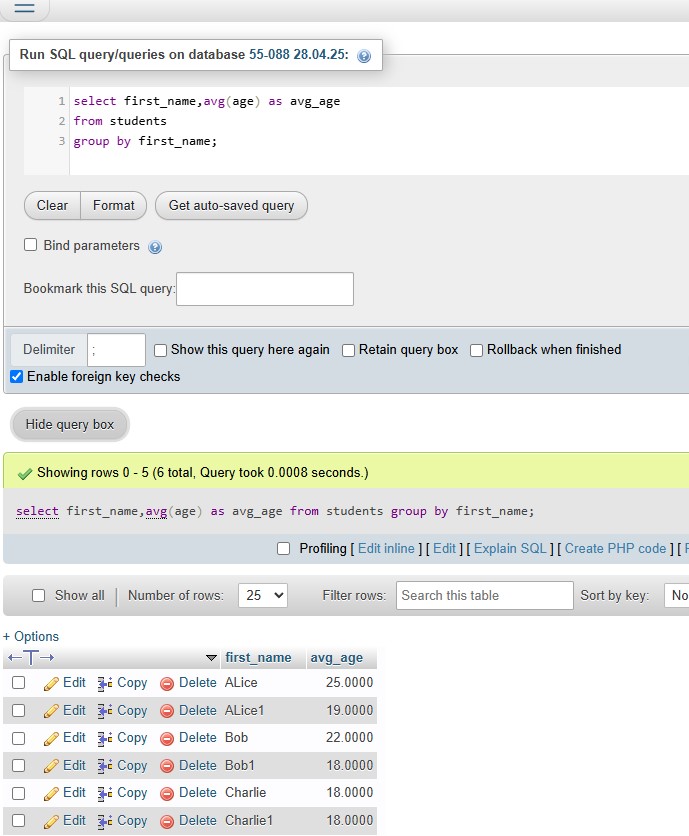 Run SQL query/queries on database 55-088 28.04.25:
1 select first_name,avg(age) as avg_age
2 from students
3 group by first_name;
Clear Format Get auto-saved query
Bind parameters
Bookmark this SQL query:
Delimiter ; Show this query here again Retain query box Rollback when finished
Enable foreign key checks
Hide query box
Showing rows 0 - 5 (6 total, Query took 0.0008 seconds.)
select first_name,avg(age) as avg_age from students group by first_name;
Profiling [ Edit inline ] [ Edit ] [ Explain SQL ] [ Create PHP code ] [
Show all Number of rows: 25 Filter rows: Search this table Sort by key: No
+ Options
first_name avg_age
Edit Copy Delete ALice 25.0000
Edit Copy Delete ALice1 19.0000
Edit Copy Delete Bob 22.0000
Edit Copy Delete Bob1 18.0000
Edit Copy Delete Charlie 18.0000
Edit Copy Delete Charlie1 18.0000